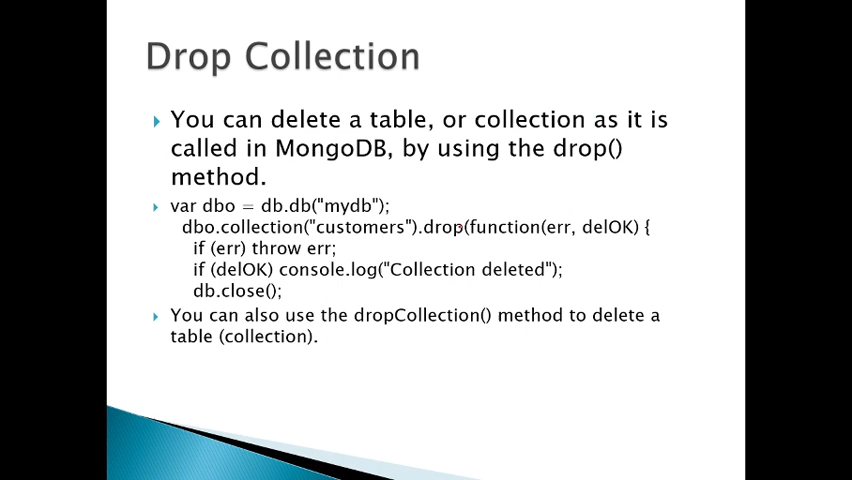 Drop Collection
You can delete a table, or collection as it is
called in MongoDB, by using the drop()
method.
var dbo = db.db("mydb");
dbo.collection("customers").drop(function(err, delOK) {
if (err) throw err;
if (delOK) console.log("Collection deleted");
db.close();
You can also use the dropCollection() method to delete a
table (collection).